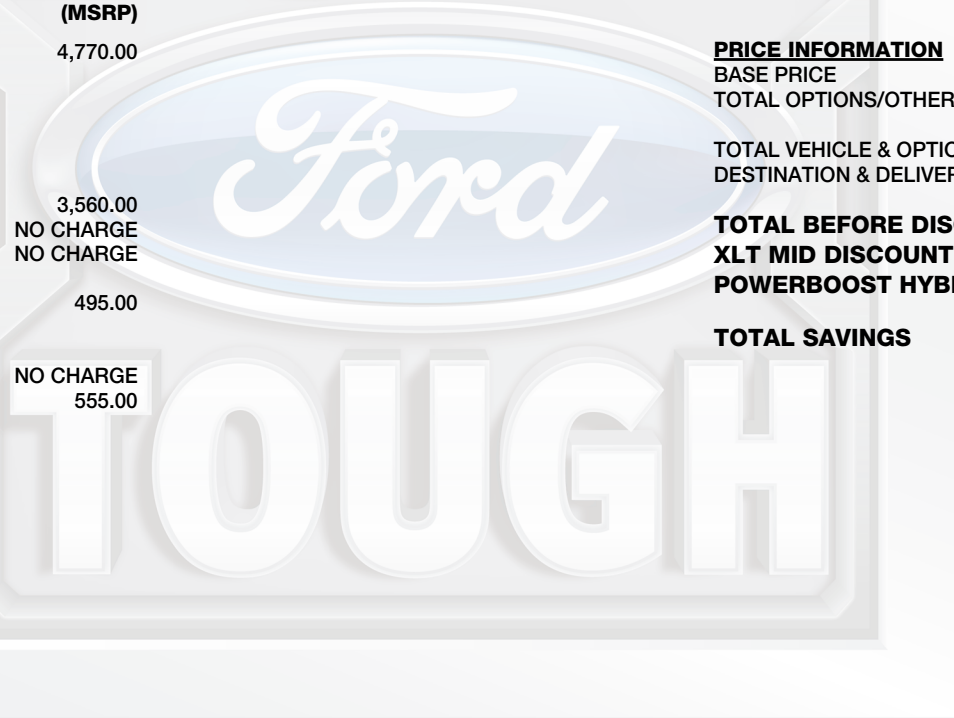 (MSRP)
4,770.00
3,560.00
NO CHARGE
NO CHARGE
495.00
NO CHARGE
555.00
PRICE INFORMATION
BASE PRICE
TOTAL OPTIONS/OTHER
TOTAL VEHICLE & OPTIO
DESTINATION & DELIVER
TOTAL BEFORE DIS
XLT MID DISCOUNT
POWERBOOST HYB
TOTAL SAVINGS
Ford
TOUGH